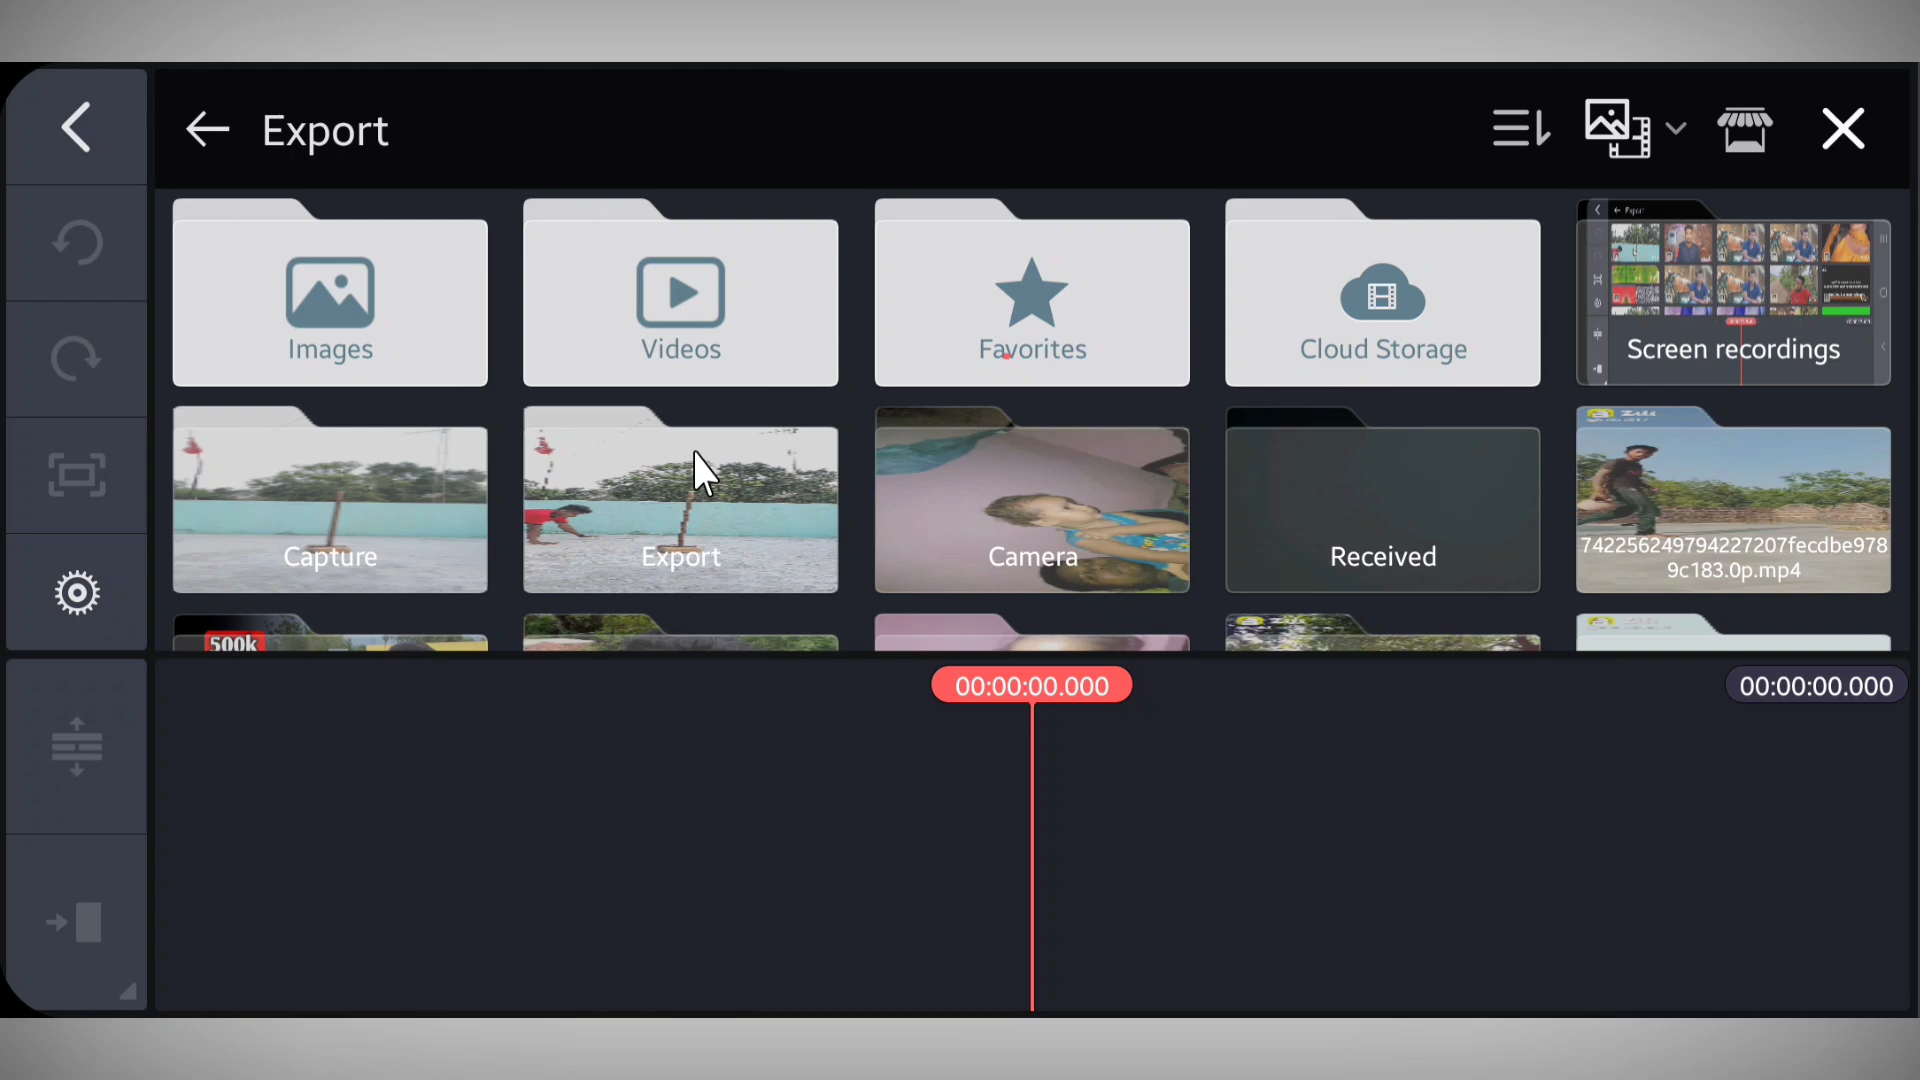 Export
Images
Videos
Favorites
Cloud Storage
Screen recordings
Capture
Export
Camera
Received
742256249794227207fecdbe978
9c183.0p.mp4
500k
00:00:00.000
00:00:00.000